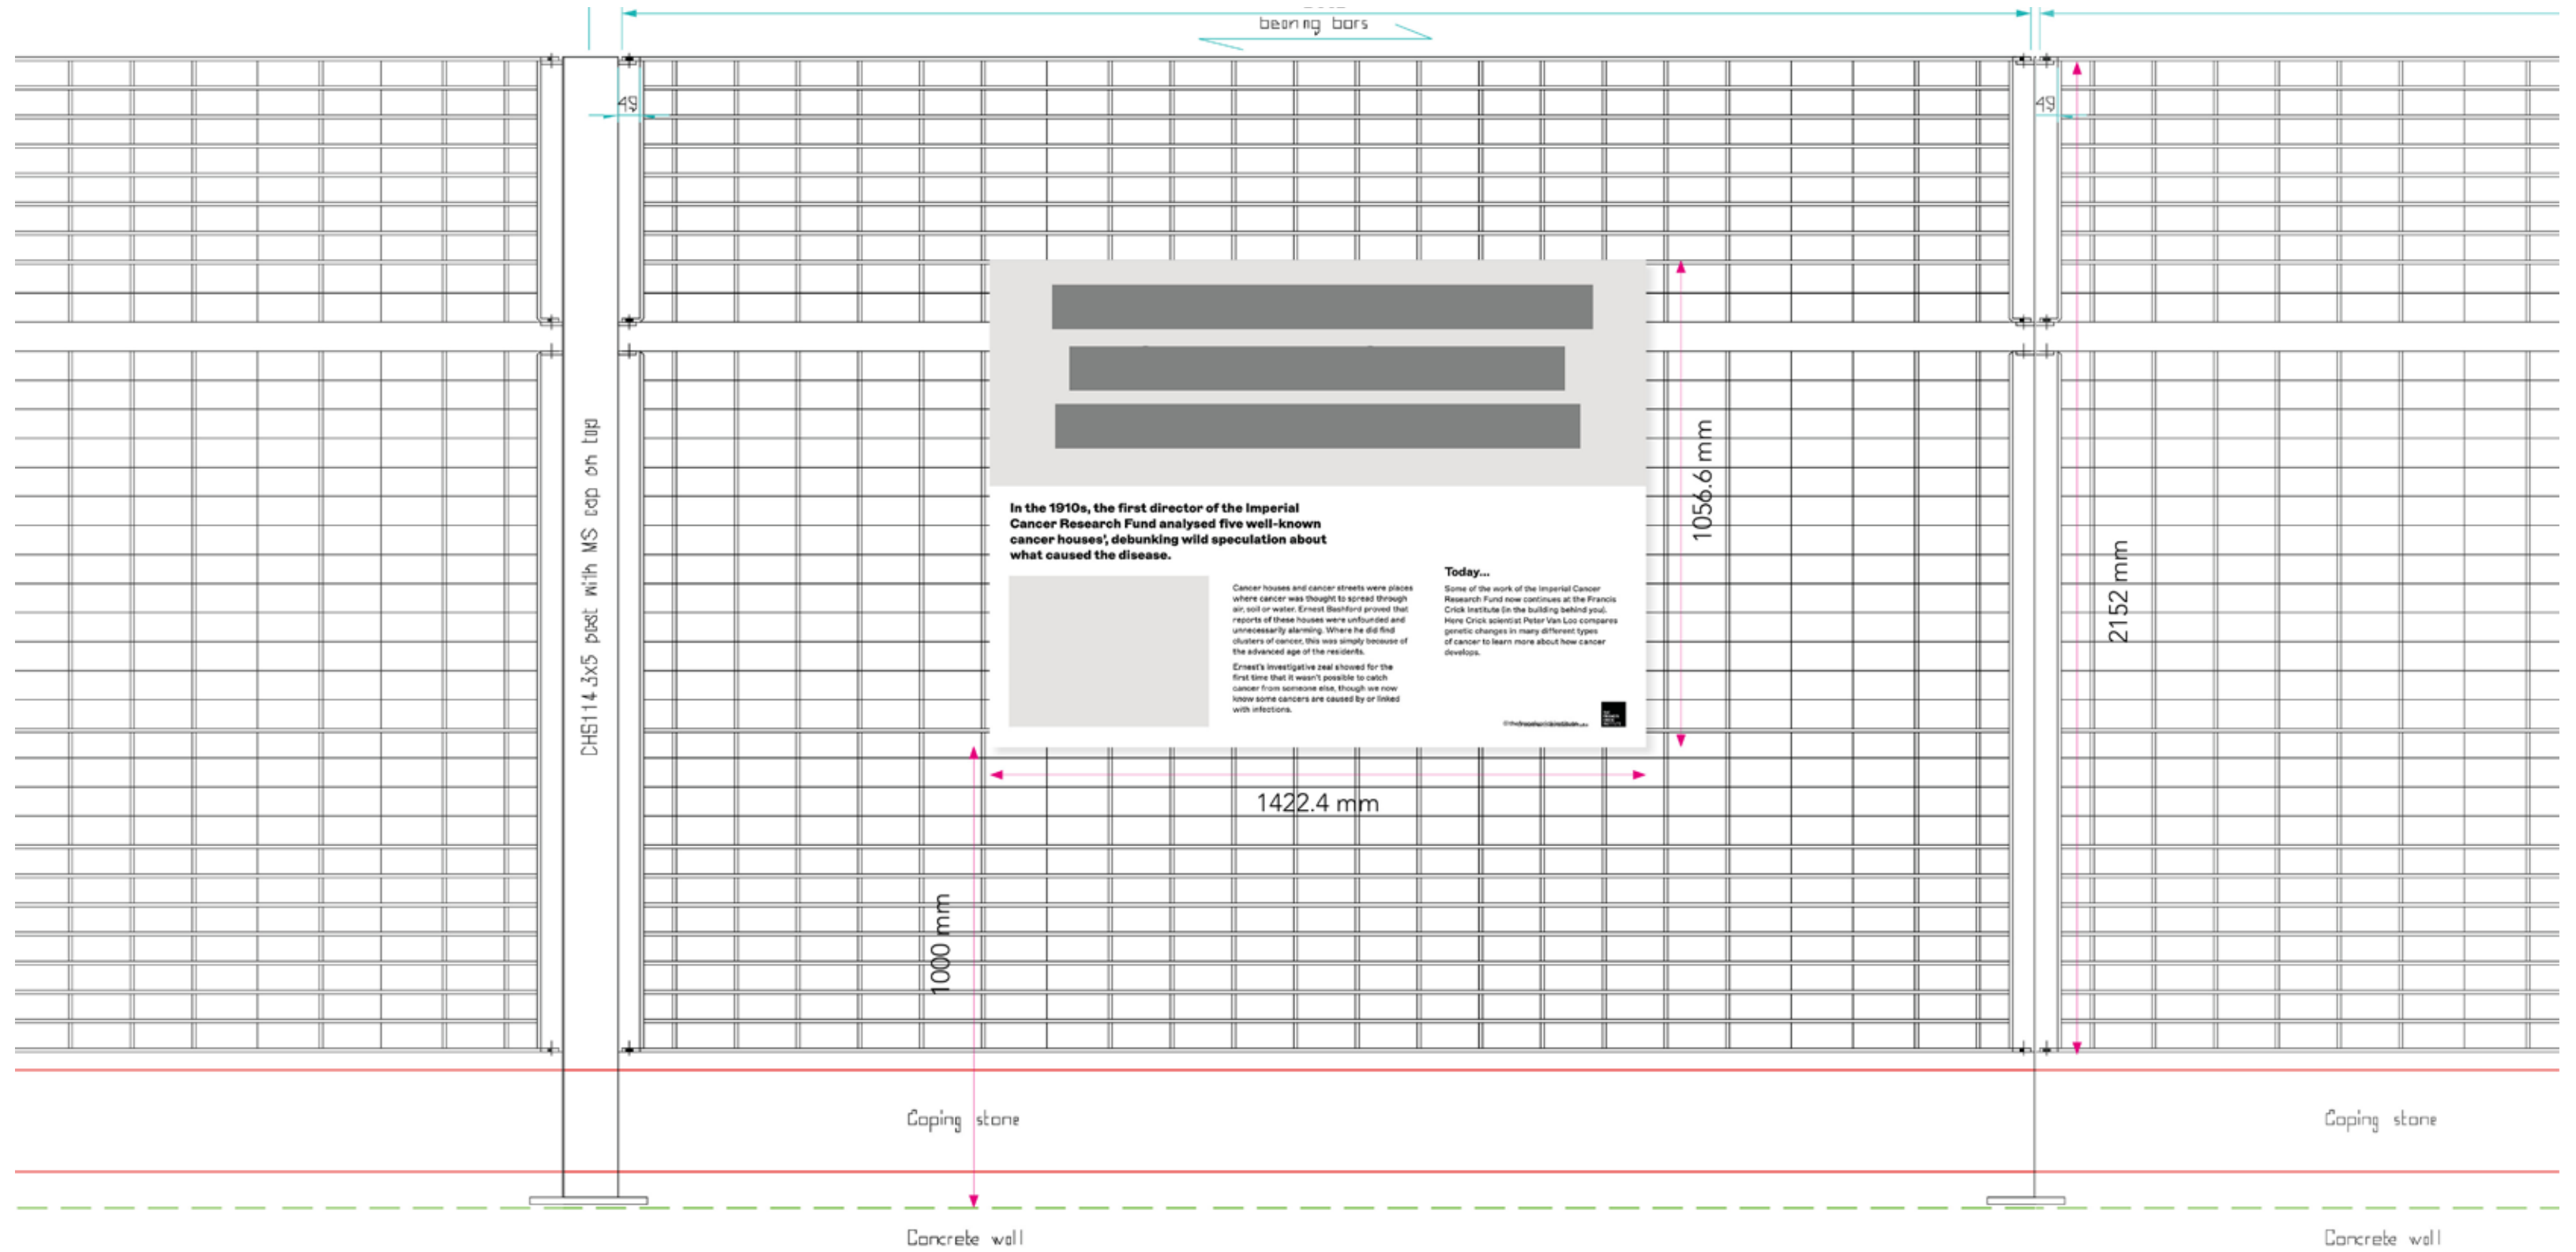 bearing bars
49
49
CHS114.3x5 post with MS cap on top
In the 1910s, the first director of the Imperial
Cancer Research Fund analysed five well-known
cancer houses’, debunking wild speculation about
what caused the disease.
Cancer houses and cancer streets were places
where cancer was thought to spread through
air, soil or water. Ernest Bashford proved that
reports of these houses were unfounded and
unnecessarily alarming. Where he did find
clusters of cancer, this was simply because of
the advanced age of the residents.
Ernest's investigative zeal showed for the
first time that it wasn't possible to catch
cancer from someone else, though we now
know some cancers are caused by or linked
with infections.
Today...
Some of the work of the Imperial Cancer
Research Fund now continues at the Francis
Crick Institute (in the building behind you).
Here Crick scientist Peter Van Loo compares
genetic changes in many different types
of cancer to learn more about how cancer
develops.
1056.6 mm
2152 mm
1422.4 mm
1000 mm
Coping stone
Coping stone
Concrete wall
Concrete wall